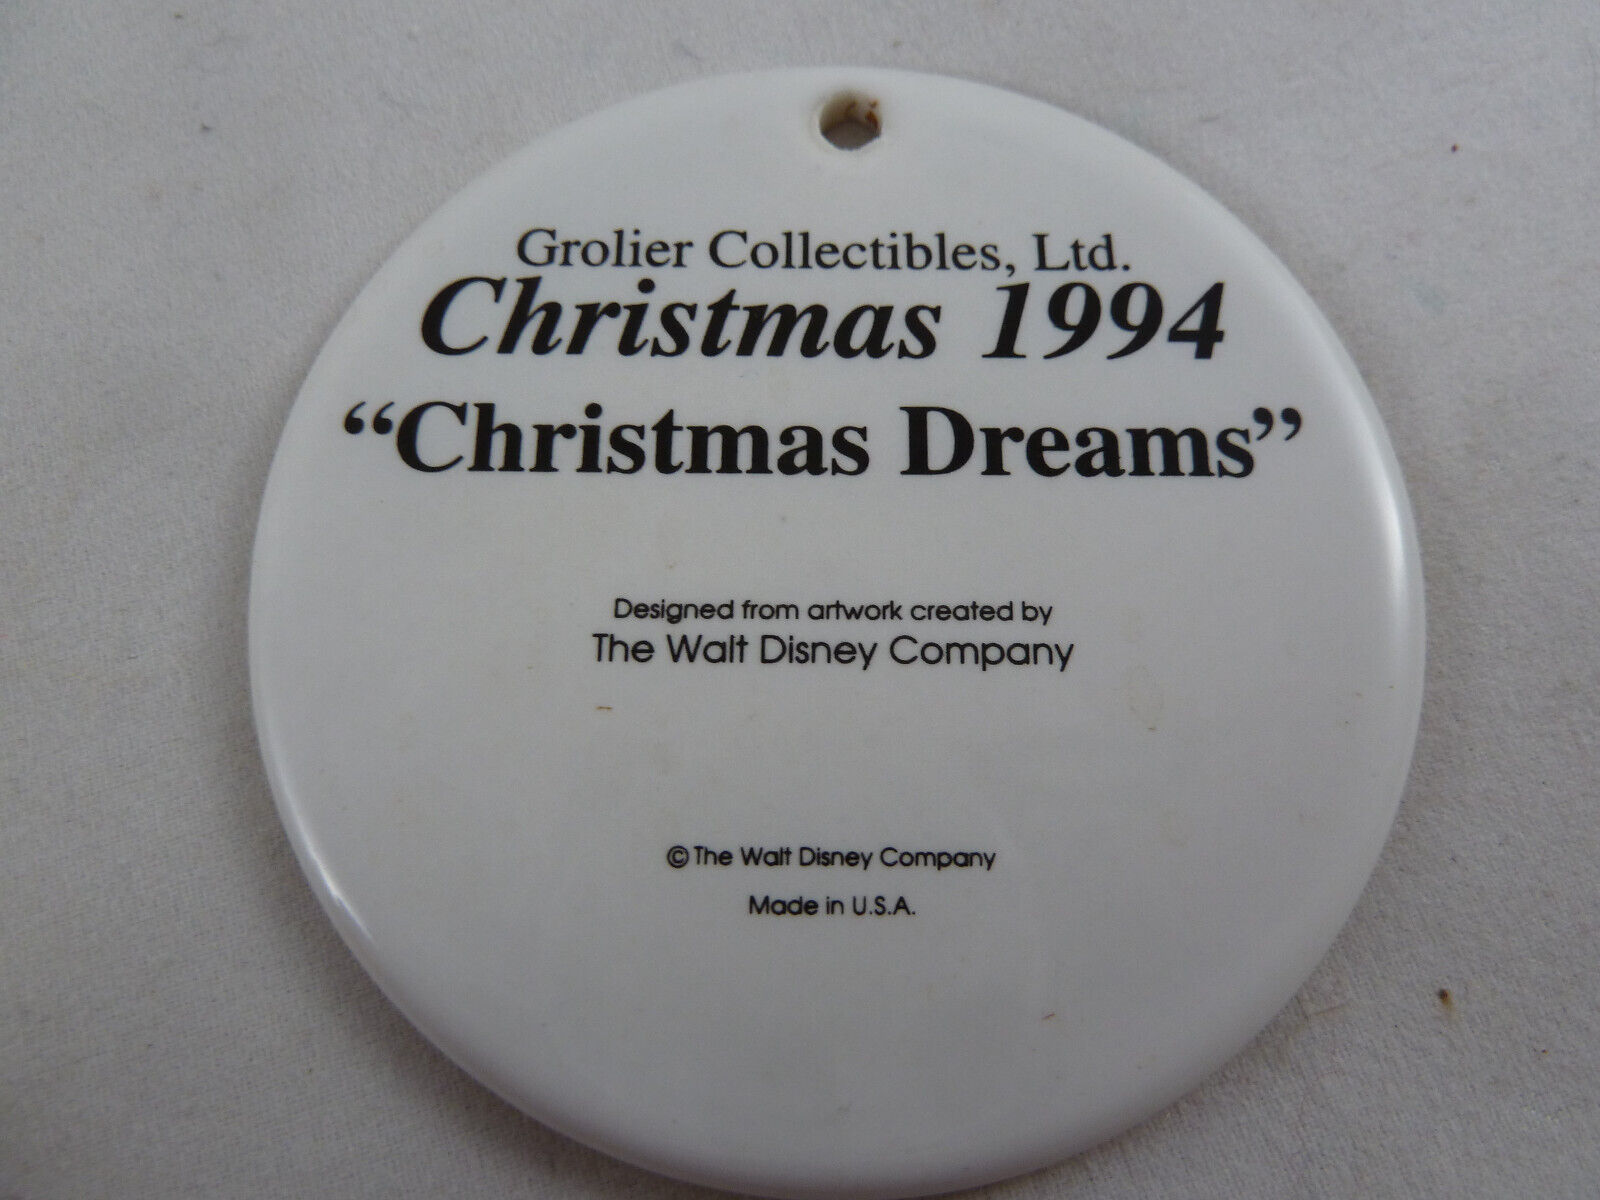 Grolier Collectibles, Ltd.
Christmas 1994
“Christmas Dreams”
Designed from artwork created by
The Walt Disney Company
© The Walt Disney Company
Made in U.S.A.